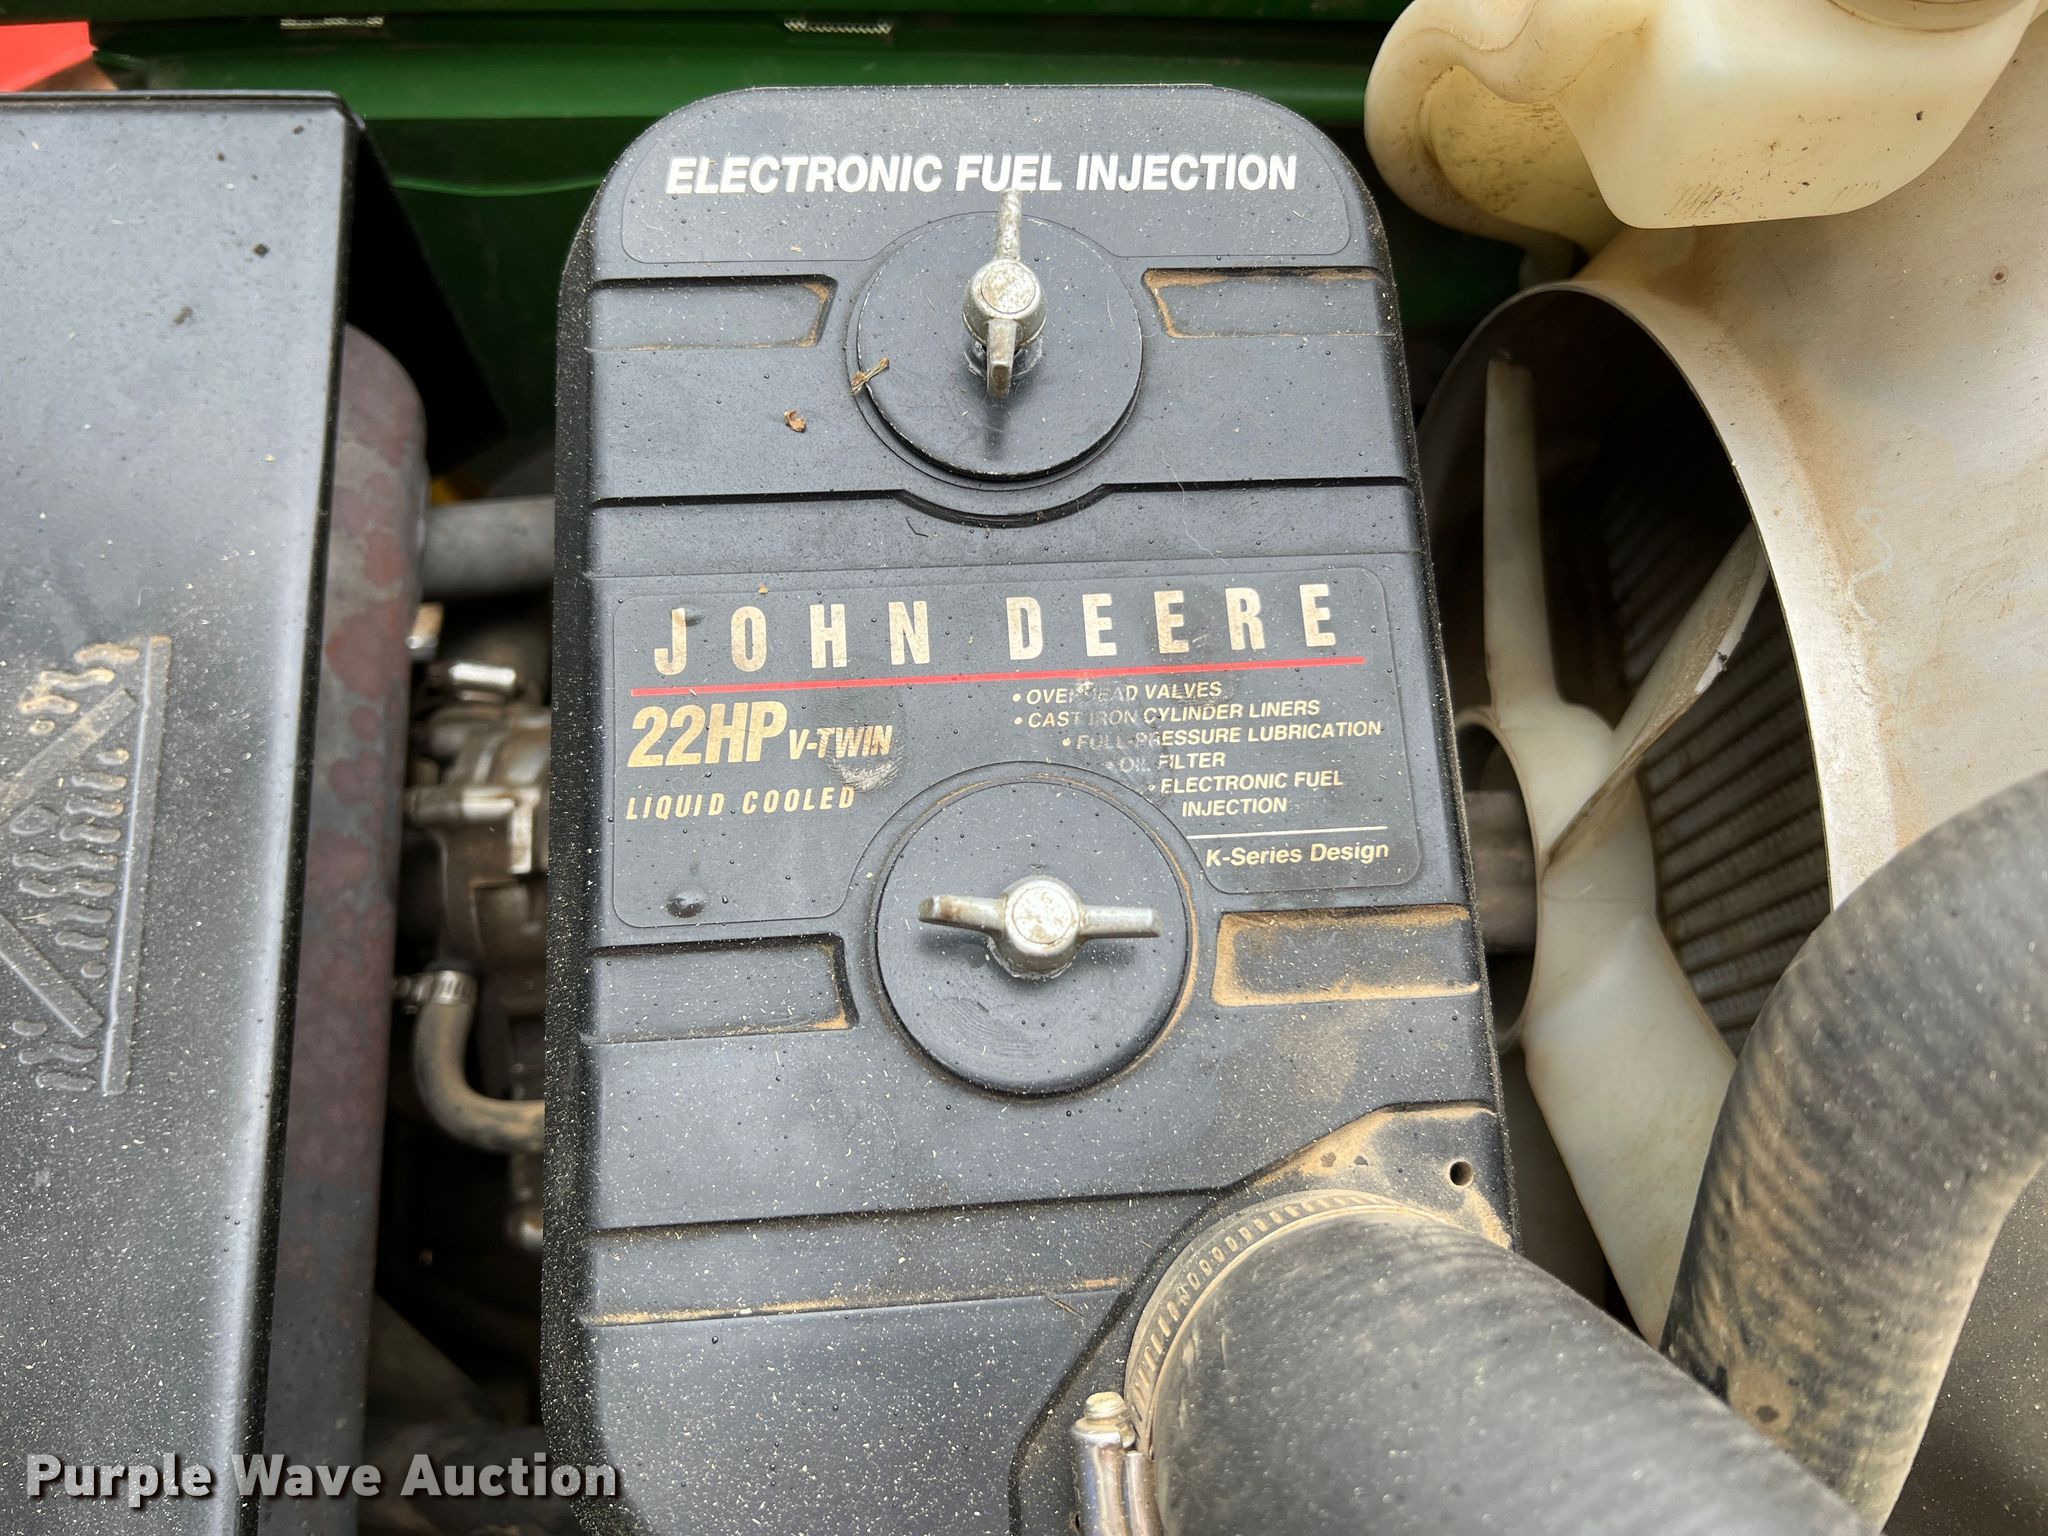 ELECTRONIC FUEL INJECTION
JOHN DEERE
22HP V-TWIN
LIQUID COOLED
• OVERHEAD VALVES
• CAST IRON CYLINDER LINERS
• FULL-PRESSURE LUBRICATION
• OIL FILTER
• ELECTRONIC FUEL
INJECTION
K-Series Design
Purple Wave Auction